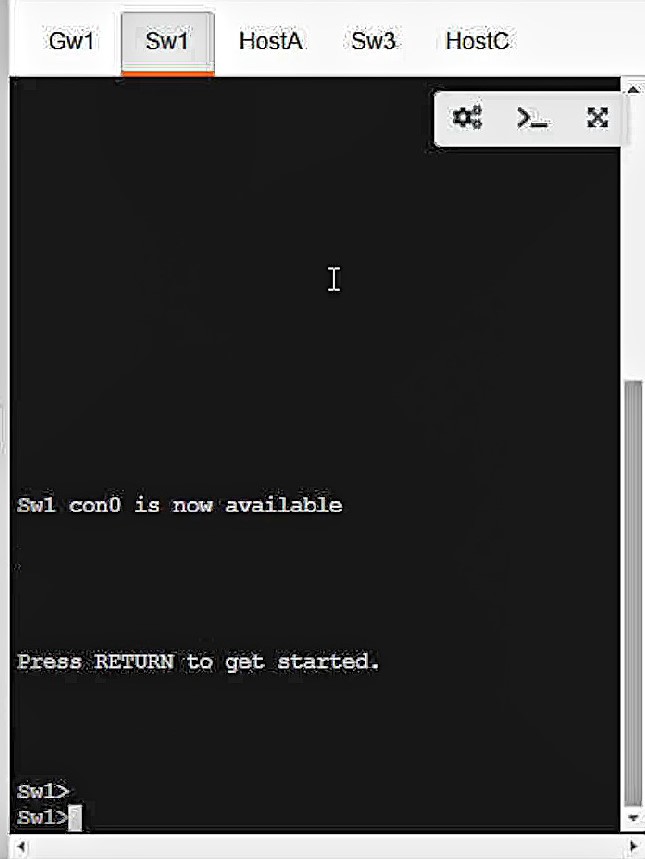 Gw1 Sw1 HostA Sw3 HostC
Sw1 con0 is now available
Press RETURN to get started.
Sw1>
Sw1>